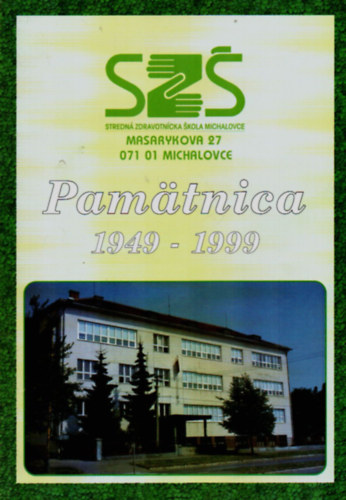 SZŠ
STREDNÁ ZDRAVOTNÍCKA ŠKOLA MICHALOVCE
MASARYKOVA 27
071 01 MICHALOVCE
Pamätnica
1949 - 1999